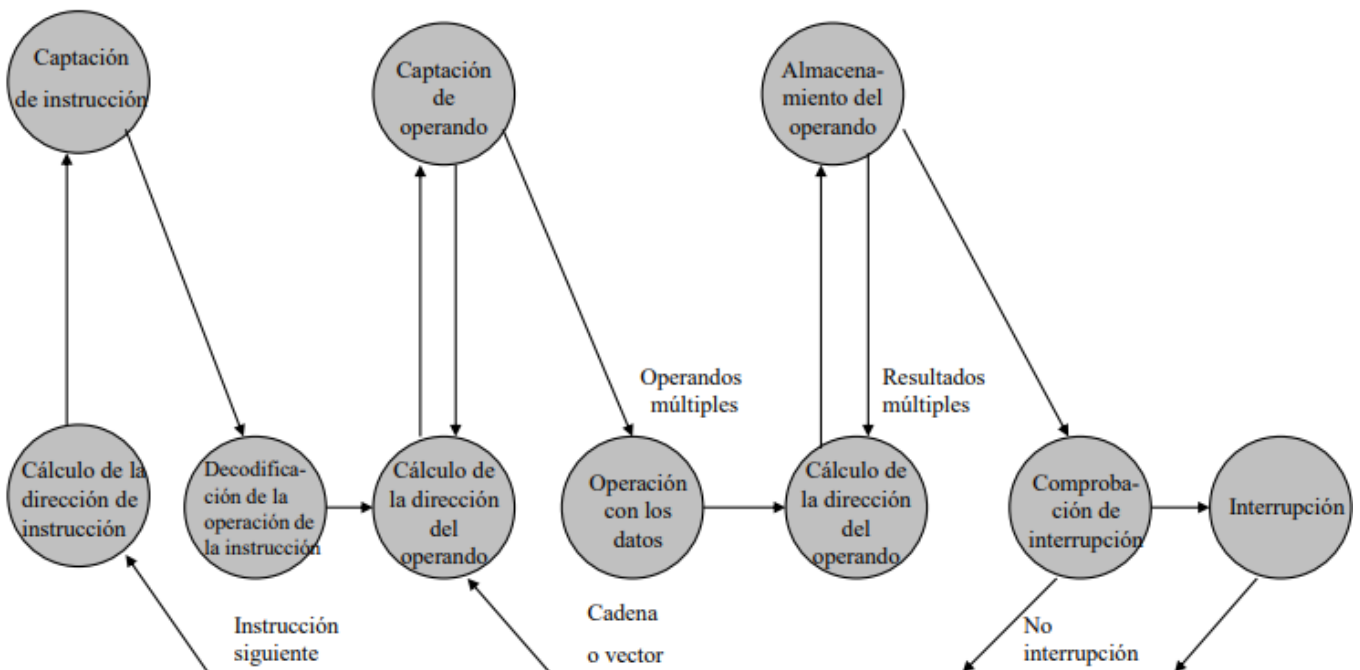 Captación
de instrucción
Captación
de
operando
Almacena-
miento del
operando
Operandos
múltiples
Resultados
múltiples
Cálculo de la
dirección de
instrucción
Decodifica-
ción de la
operación de
la instrucción
Cálculo de
la dirección
del
operando
Operación
con los
datos
Cálculo de
la dirección
del
operando
Comproba-
ción de
interrupción
Interrupción
Instrucción
siguiente
Cadena
o vector
No
interrupción